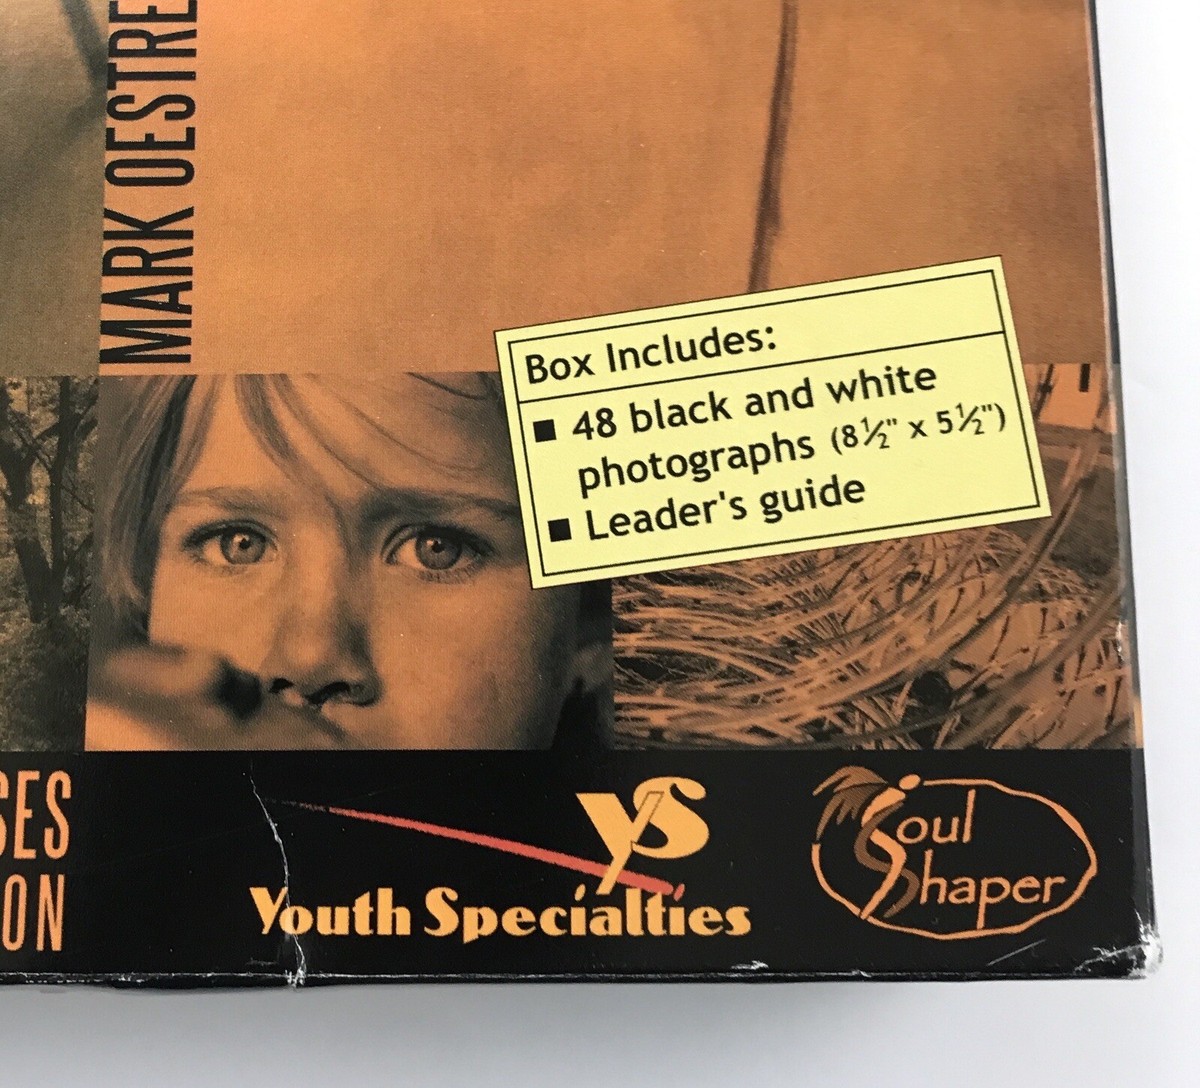 MARK OESTRE
Box Includes:
■ 48 black and white
photographs (8½" x 5½")
■ Leader's guide
SES
ON
YS
Youth Specialties
Soul
Shaper